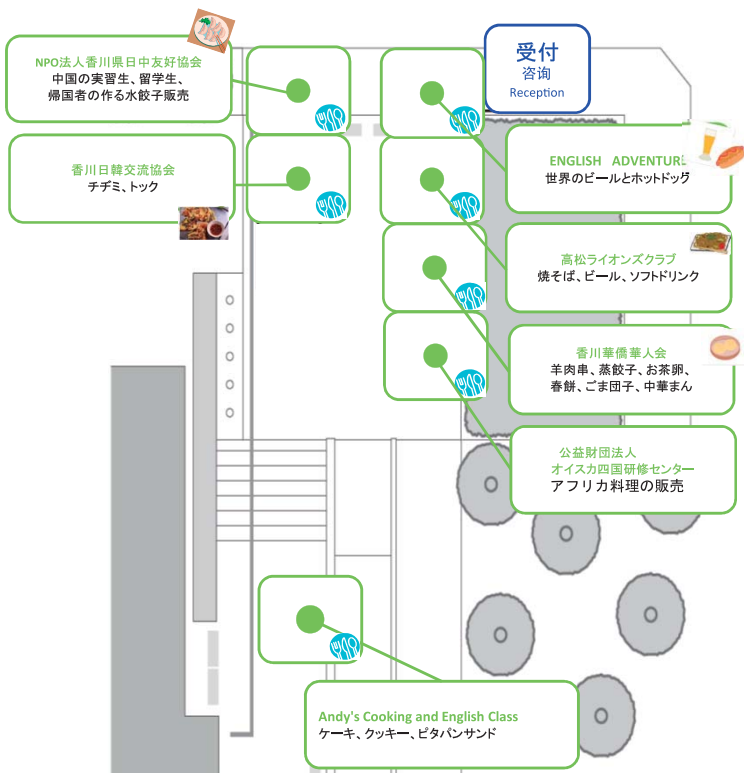 受付
咨询
Reception
NPO法人香川県日中友好協会
中国の実習生、留学生、
帰国者の作る水餃子販売
香川日韓交流協会
チヂミ、トック
ENGLISH ADVENTURE
世界のビールとホットドッグ
高松ライオンズクラブ
焼そば、ビール、ソフトドリンク
香川華僑華人会
羊肉串、蒸餃子、お茶卵、
春餅、ごま団子、中華まん
公益財団法人
オイスカ四国研修センター
アフリカ料理の販売
Andy's Cooking and English Class
ケーキ、クッキー、ピタパンサンド